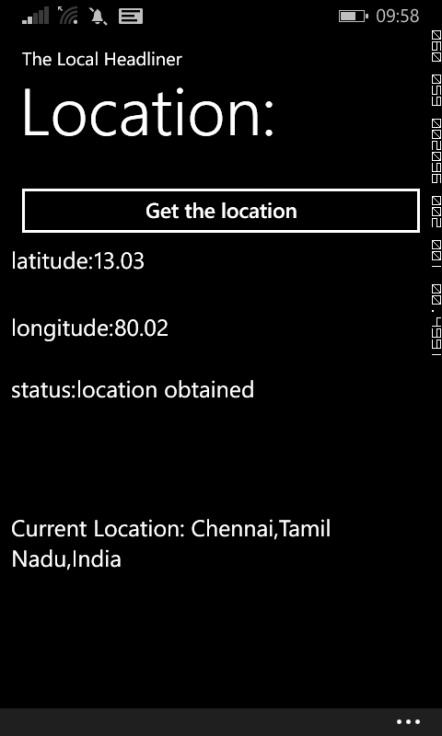 09:58
The Local Headliner
Location:
Get the location
latitude:13.03
longitude:80.02
status:location obtained
Current Location: Chennai,Tamil
Nadu,India